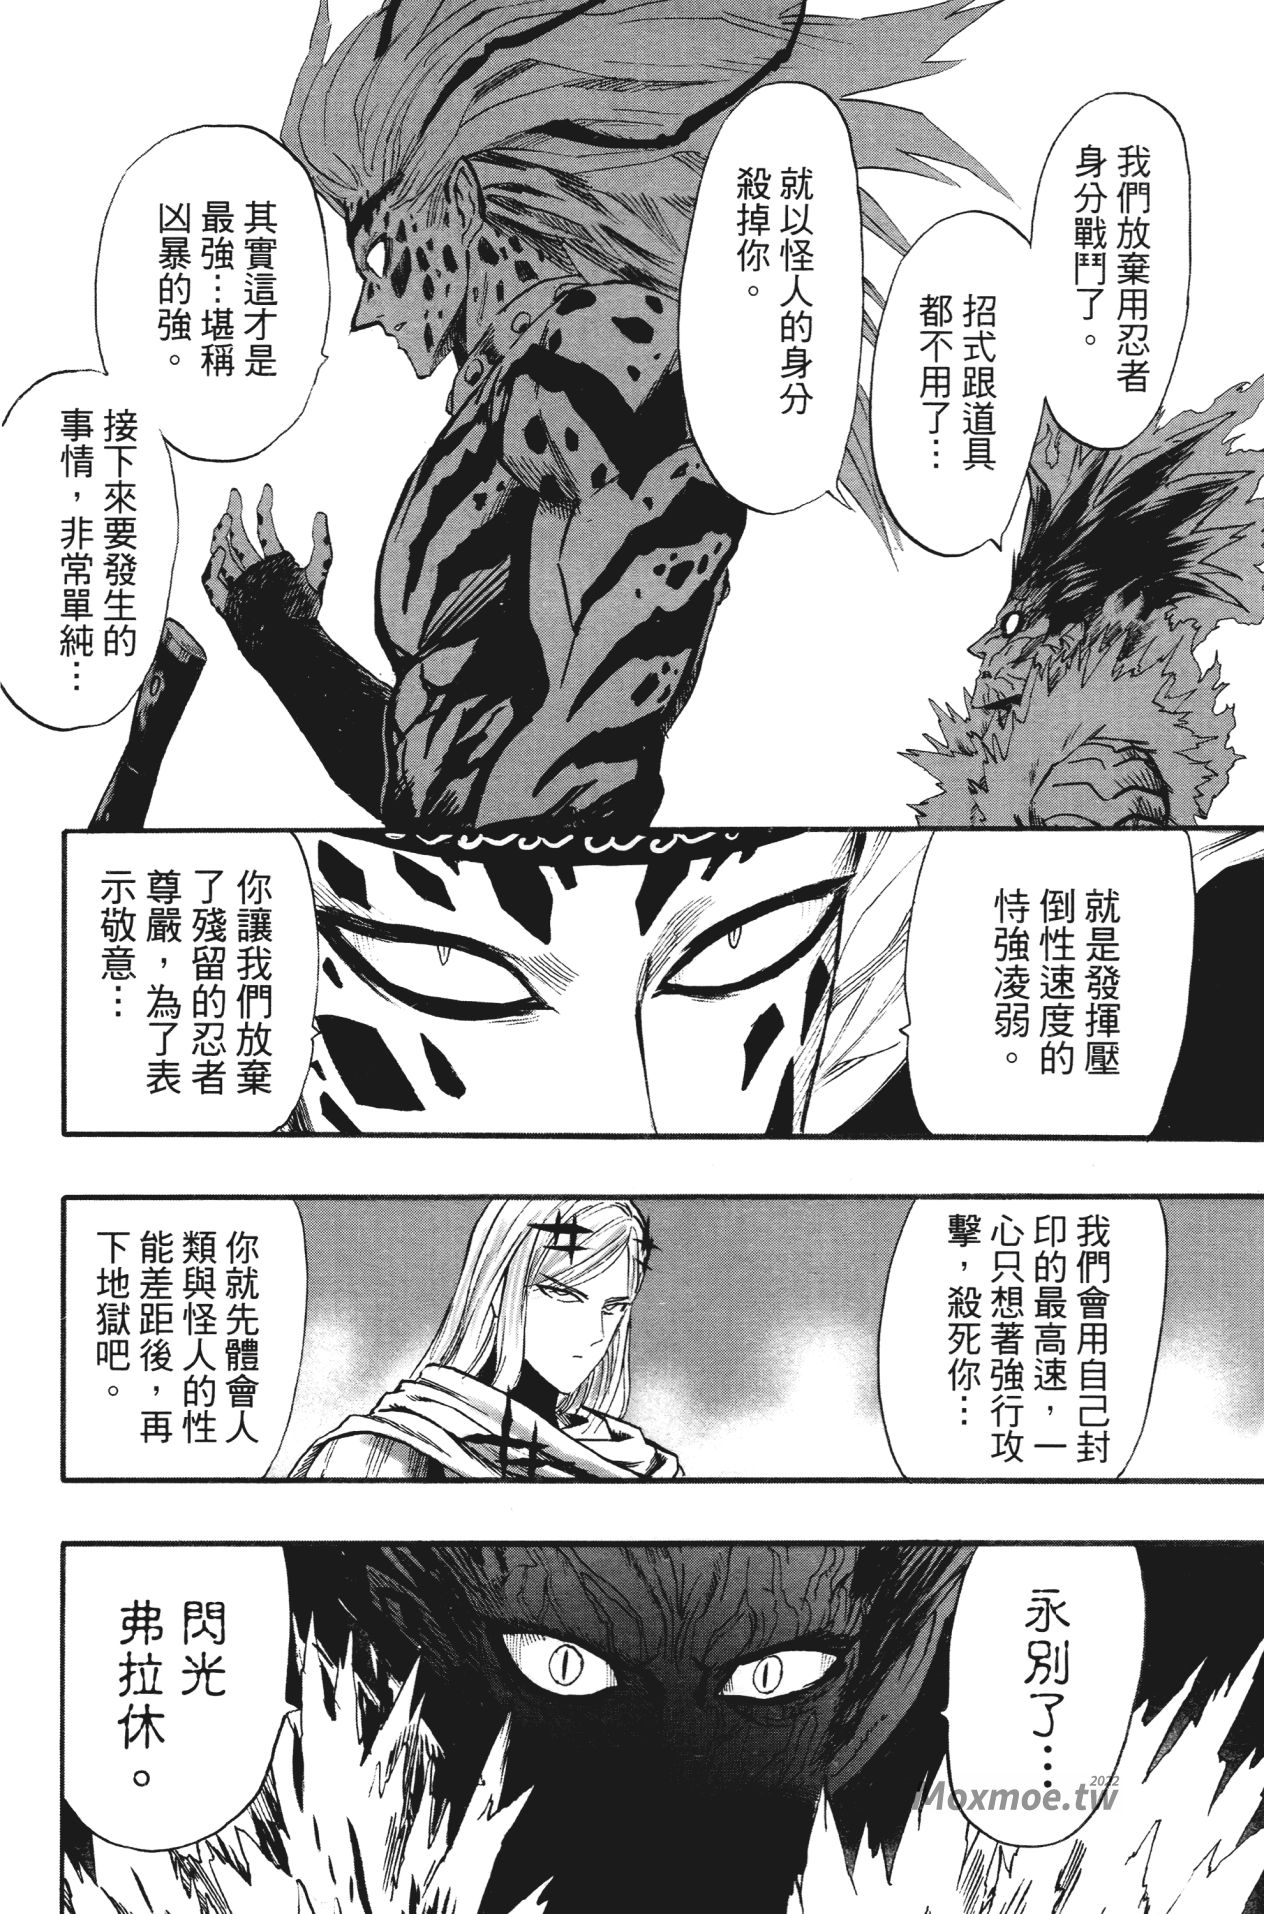 我們放棄用忍者
身分戰鬥了。
招式跟道具
都不用了…
就以怪人的身分
殺掉你。
其實這才是
最強…堪稱
凶暴的強。
接下來要發生的
事情，非常單純…
就是發揮壓
倒性速度的
恃強凌弱。
你讓我們放棄
了殘留的忍者
尊嚴，為了表
示敬意…
我們會用自己封
印的最高速，一
心只想著強行攻
擊，殺死你…
你就先體會人
類與怪人的性
能差距後，再
下地獄吧。
永別了…
閃光
弗拉休。
2022
Moxmoe.tw